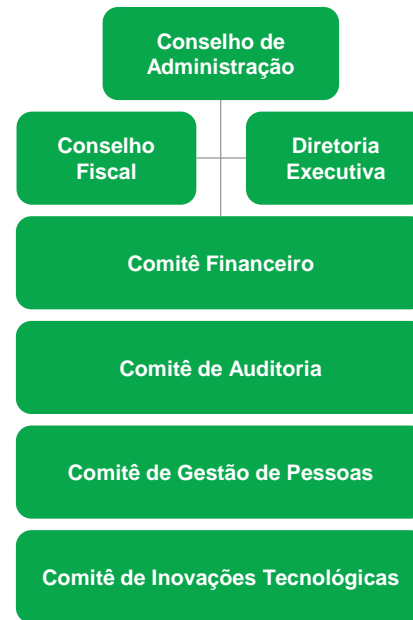 Conselho de
Administração
Conselho
Fiscal
Diretoria
Executiva
Comitê Financeiro
Comitê de Auditoria
Comitê de Gestão de Pessoas
Comitê de Inovações Tecnológicas